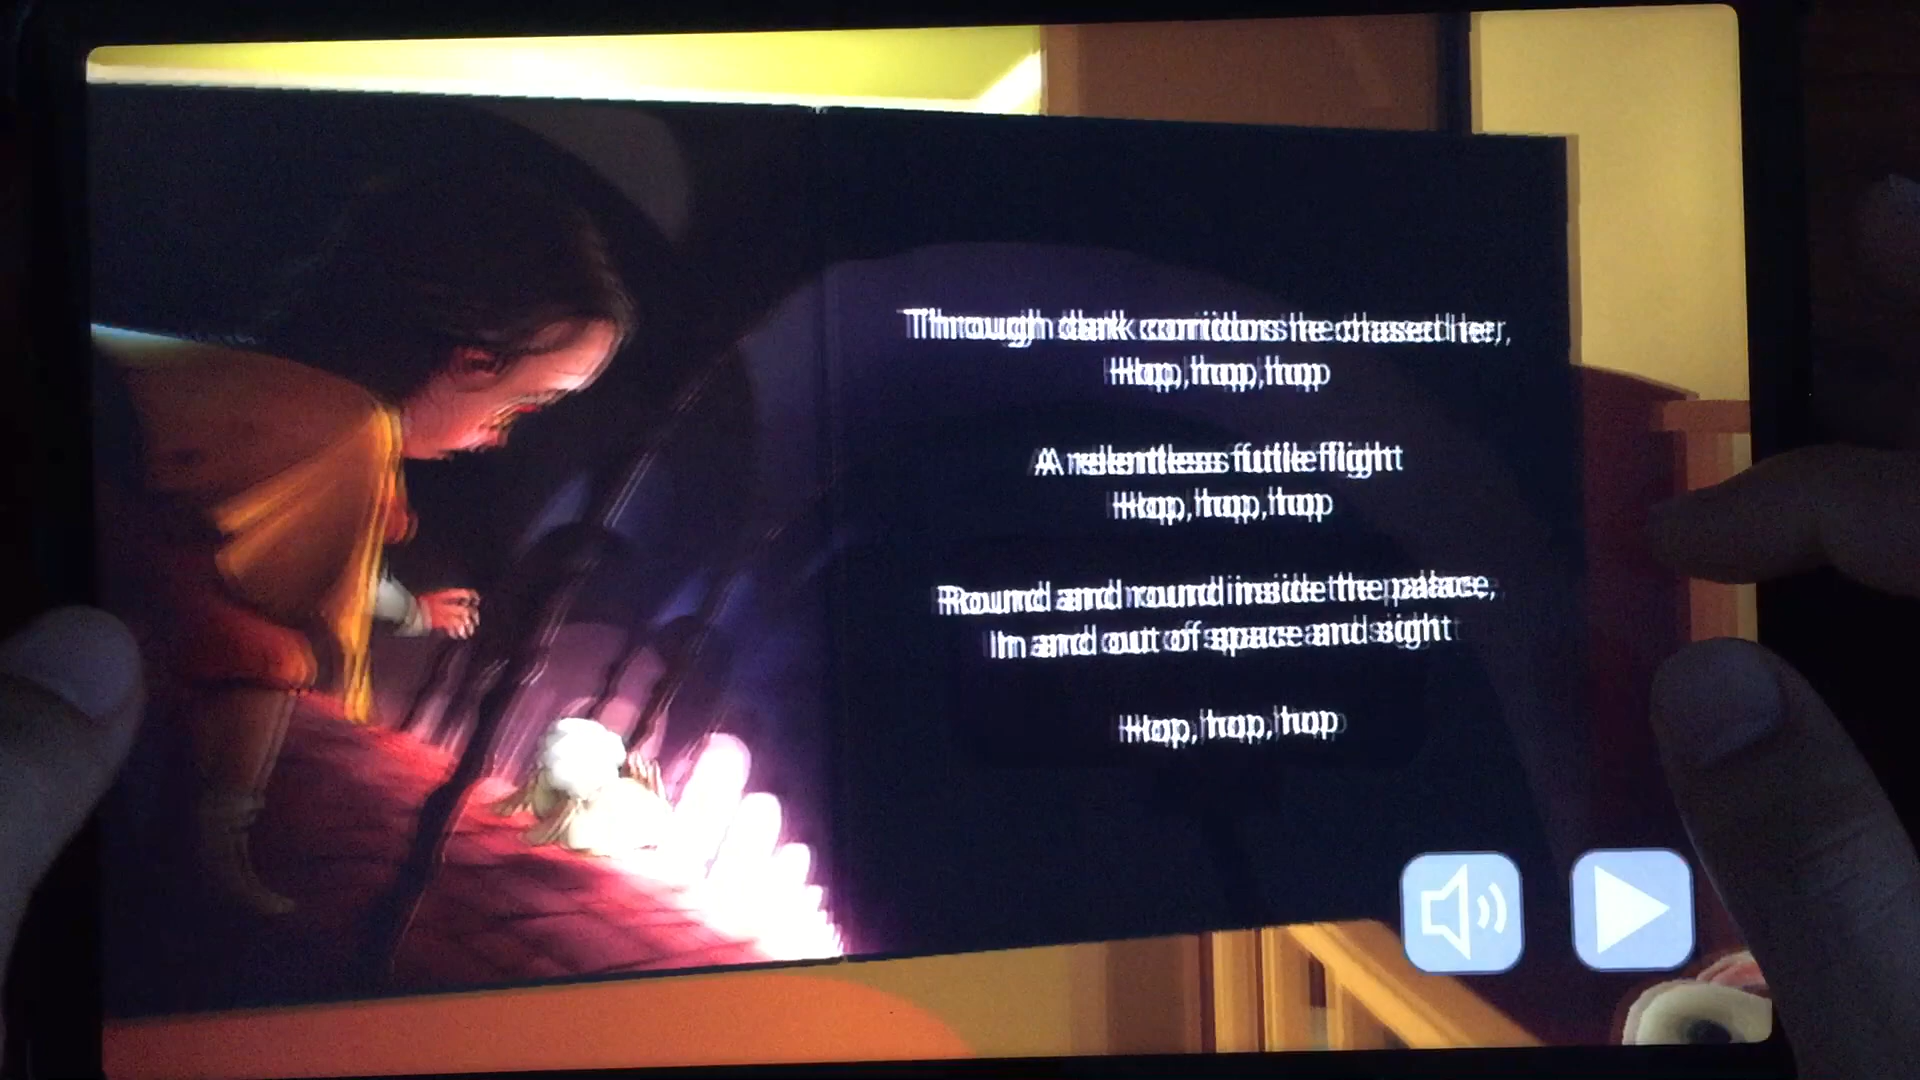 Through dark corridors he chased her,
Hop, hop, hop
A relentless futile flight
Hop, hop, hop
Round and round inside the palace,
In and out of space and sight
Hop, hop, hop